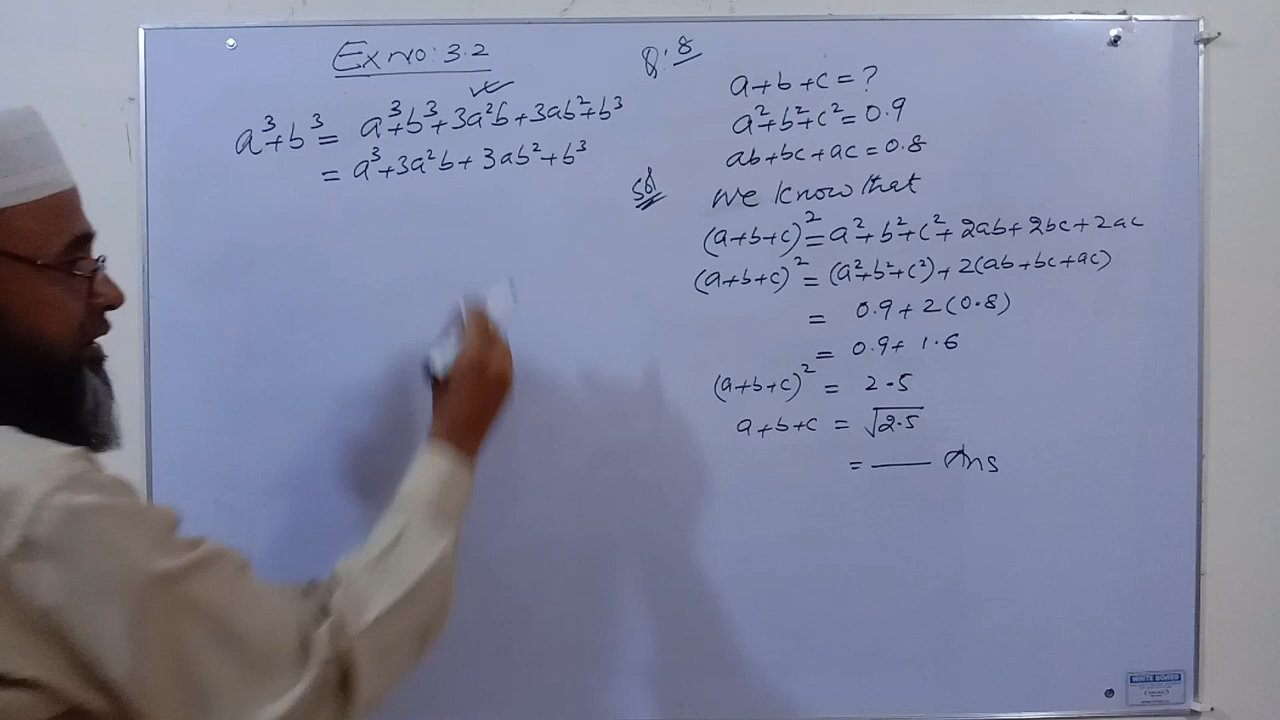 Ex NO: 3.2
a³+b³ = a³+b³+3a²b+3ab²+b³
= a³+3a²b+3ab²+b³
Q:8
a+b+c = ?
a²+b²+c² = 0.9
ab+bc+ac = 0.8
Sol
We know that
(a+b+c)² = a²+b²+c²+2ab+2bc+2ac
(a+b+c)² = (a²+b²+c²)+2(ab+bc+ac)
= 0.9+2(0.8)
= 0.9+1.6
(a+b+c)² = 2.5
a+b+c = √2.5
= —— Ans
WHITE BOARD